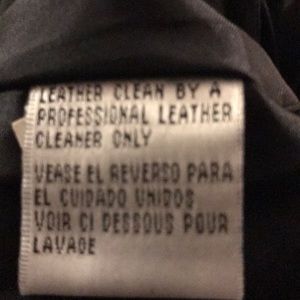 LEATHER CLEAN BY A
PROFESSIONAL LEATHER
CLEANER ONLY
VEASE EL REVERSO PARA
EL CUIDADO UNIDOS
VOIR CI DESSOUS POUR
LAVAGE